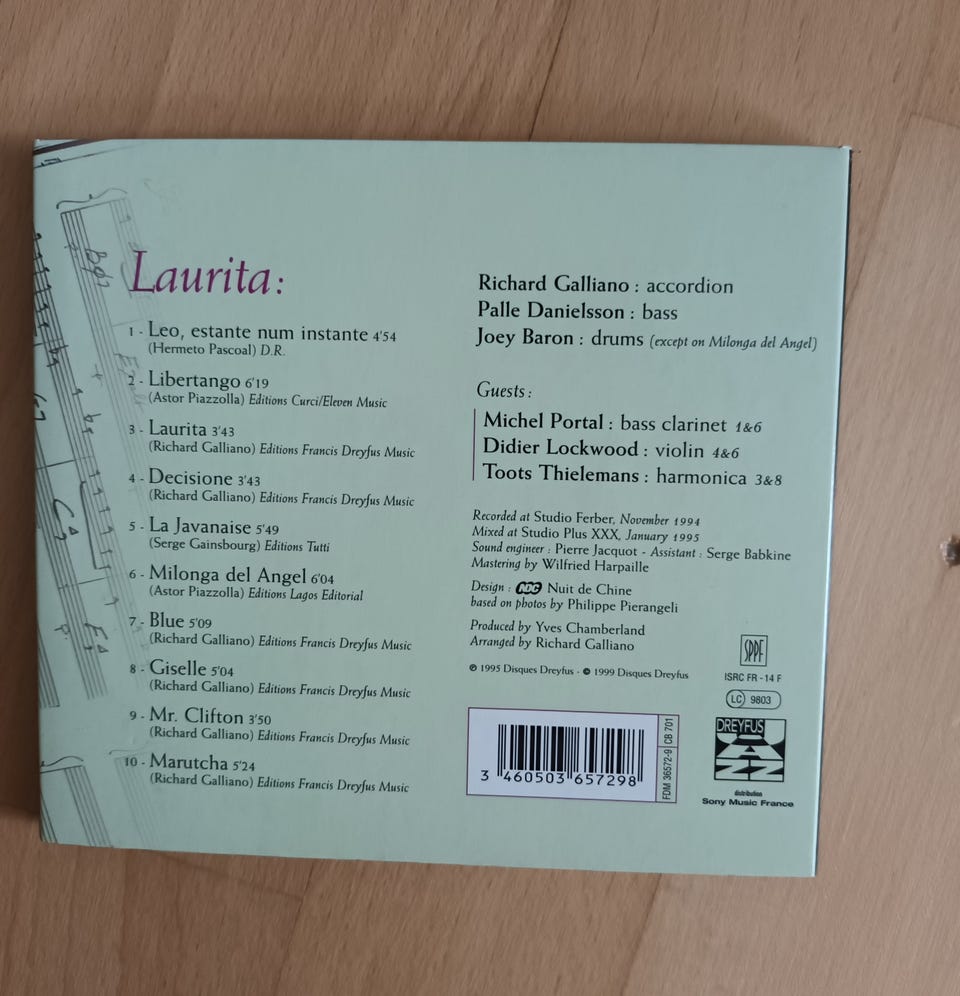 Laurita:
1 - Leo, estante num instante 4'54
(Hermeto Pascoal) D.R.
2 - Libertango 6'19
(Astor Piazzolla) Editions Curci/Eleven Music
3 - Laurita 3'43
(Richard Galliano) Editions Francis Dreyfus Music
4 - Decisione 3'43
(Richard Galliano) Editions Francis Dreyfus Music
5 - La Javanaise 5'49
(Serge Gainsbourg) Editions Tutti
6 - Milonga del Angel 6'04
(Astor Piazzolla) Editions Lagos Editorial
7 - Blue 5'09
(Richard Galliano) Editions Francis Dreyfus Music
8 - Giselle 5'04
(Richard Galliano) Editions Francis Dreyfus Music
9 - Mr. Clifton 3'50
(Richard Galliano) Editions Francis Dreyfus Music
10 - Marutcha 5'24
(Richard Galliano) Editions Francis Dreyfus Music
Richard Galliano : accordion
Palle Danielsson : bass
Joey Baron : drums (except on Milonga del Angel)
Guests :
Michel Portal : bass clarinet 1&6
Didier Lockwood : violin 4&6
Toots Thielemans : harmonica 3&8
Recorded at Studio Ferber, November 1994
Mixed at Studio Plus XXX, January 1995
Sound engineer : Pierre Jacquot - Assistant : Serge Babkine
Mastering by Wilfried Harpaille
Design : ADC Nuit de Chine
based on photos by Philippe Pierangeli
Produced by Yves Chamberland
Arranged by Richard Galliano
℗ 1995 Disques Dreyfus - © 1999 Disques Dreyfus
SPPF
ISRC FR - 14 F
LC 9803
3 460503 657298
FDM 36572-9 CB 701
DREYFUS
JAZZ
distribution
Sony Music France